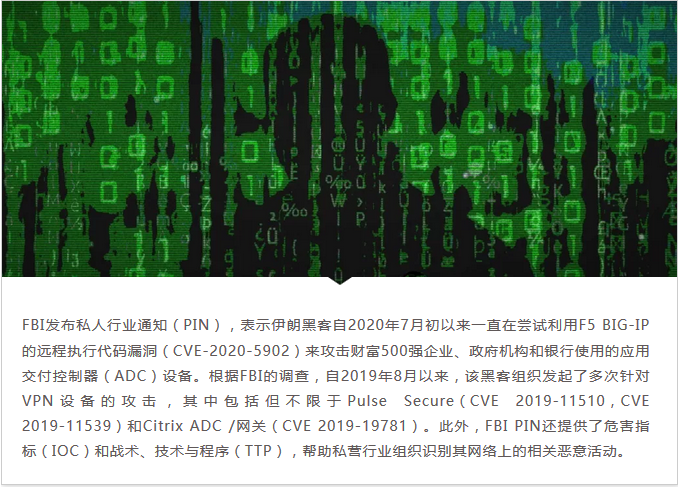 FBI发布私人行业通知（PIN），表示伊朗黑客自2020年7月初以来一直在尝试利用F5 BIG-IP
的远程执行代码漏洞（CVE-2020-5902）来攻击财富500强企业、政府机构和银行使用的应用
交付控制器（ADC）设备。根据FBI的调查，自2019年8月以来，该黑客组织发起了多次针对
VPN设备的攻击，其中包括但不限于Pulse Secure（CVE 2019-11510，CVE
2019-11539）和Citrix ADC /网关（CVE 2019-19781）。此外，FBI PIN还提供了危害指
标（IOC）和战术、技术与程序（TTP），帮助私营行业组织识别其网络上的相关恶意活动。